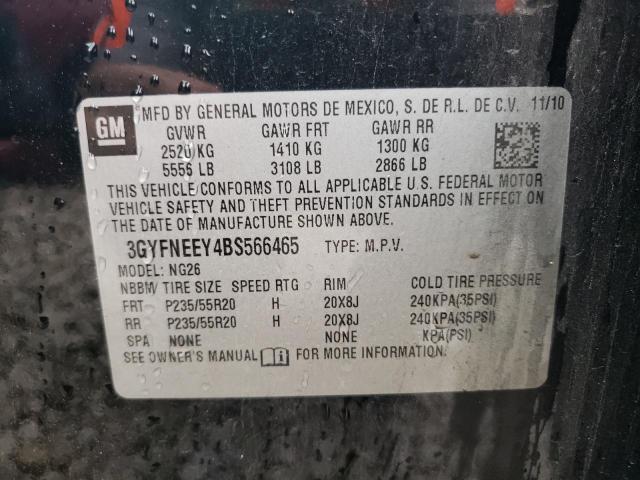 GM
MFD BY GENERAL MOTORS DE MEXICO, S. DE R.L. DE C.V. 11/10
GVWR GAWR FRT GAWR RR
2520 KG 1410 KG 1300 KG
5556 LB 3108 LB 2866 LB
THIS VEHICLE CONFORMS TO ALL APPLICABLE U.S. FEDERAL MOTOR
VEHICLE SAFETY AND THEFT PREVENTION STANDARDS IN EFFECT ON
THE DATE OF MANUFACTURE SHOWN ABOVE.
3GYFNEEY4BS566465 TYPE: M.P.V.
MODEL: NG26
NBBM TIRE SIZE SPEED RTG RIM COLD TIRE PRESSURE
FRT P235/55R20 H 20X8J 240KPA(35PSI)
RR P235/55R20 H 20X8J 240KPA(35PSI)
SPA NONE NONE KPA(PSI)
SEE OWNER'S MANUAL FOR MORE INFORMATION.